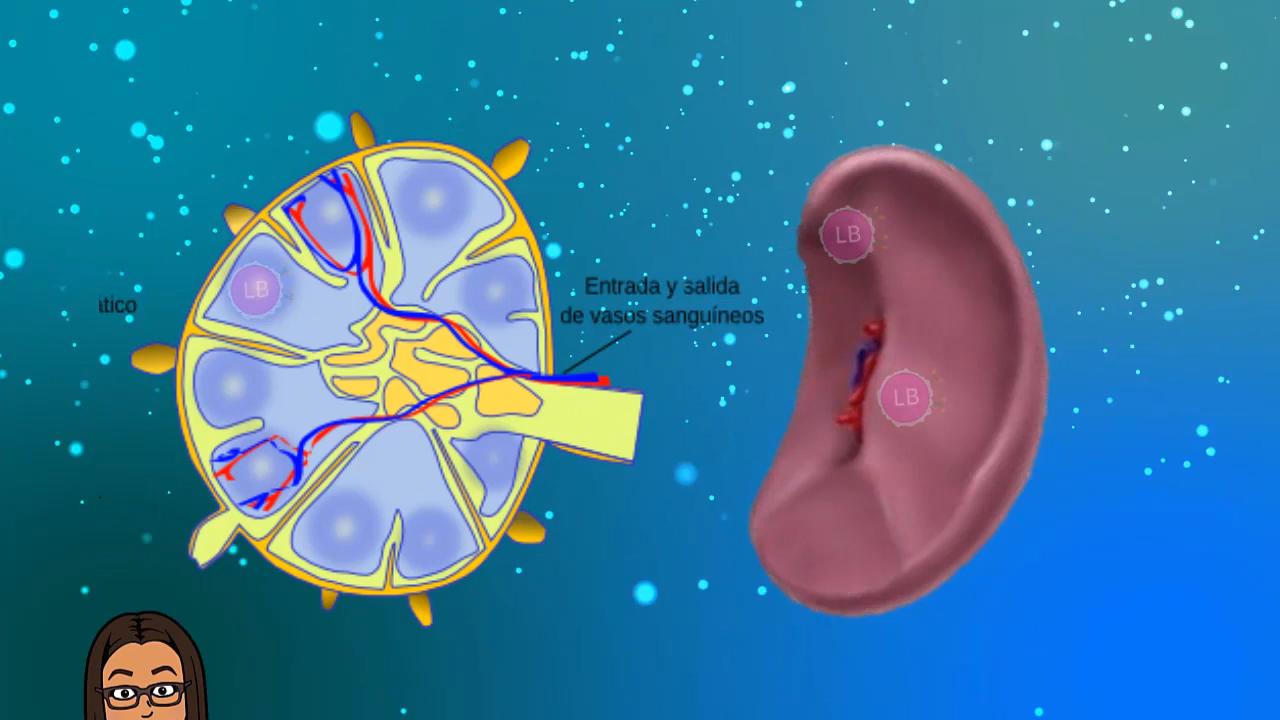 LB
ático
Entrada y salida
de vasos sanguíneos
LB
LB